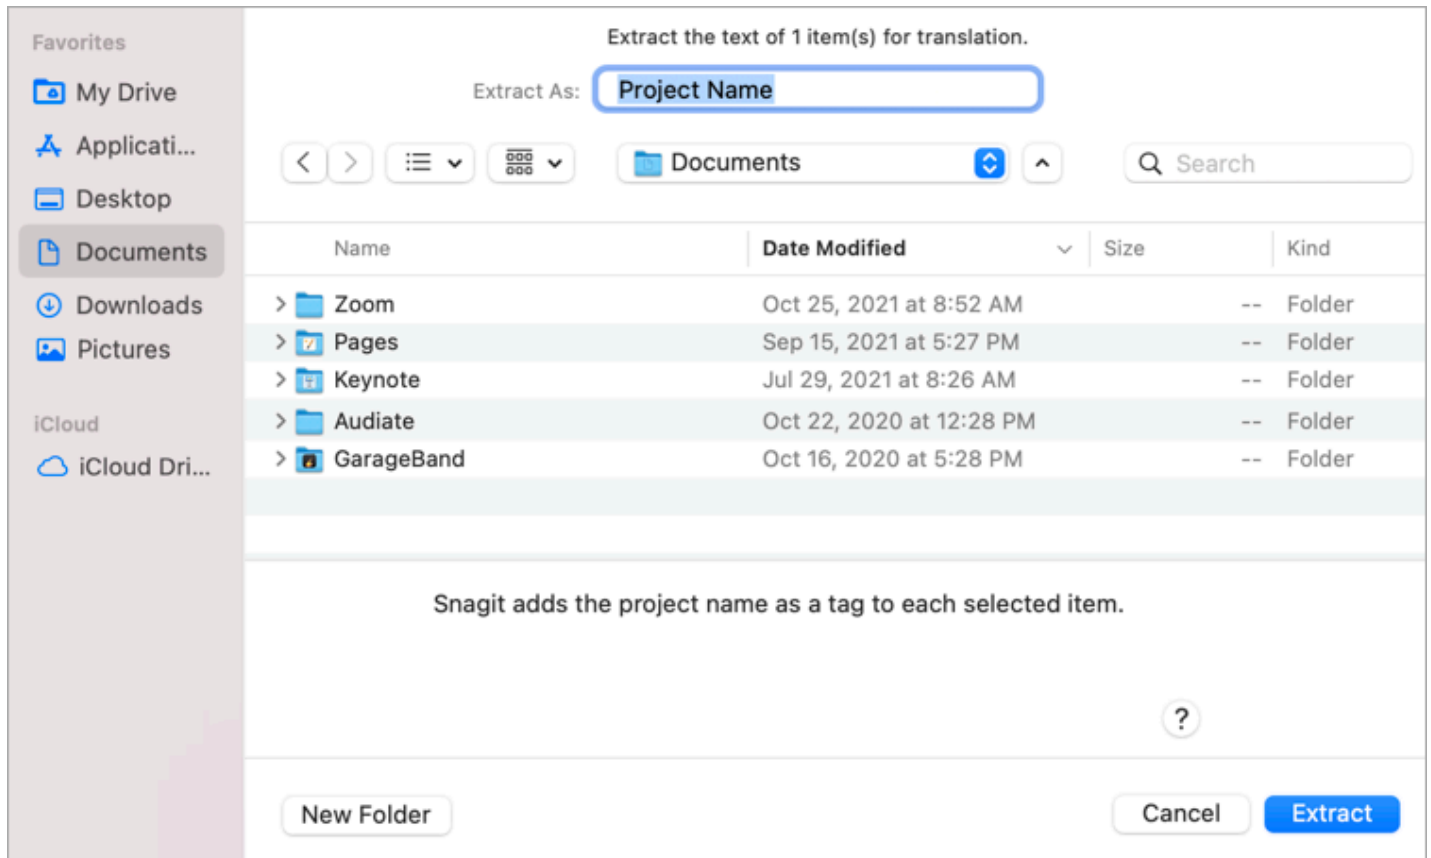 Favorites
My Drive
Applicati...
Desktop
Documents
Downloads
Pictures
iCloud
iCloud Dri...
Extract the text of 1 item(s) for translation.
Extract As: Project Name
Documents
Search
Name Date Modified Size Kind
Zoom Oct 25, 2021 at 8:52 AM -- Folder
Pages Sep 15, 2021 at 5:27 PM -- Folder
Keynote Jul 29, 2021 at 8:26 AM -- Folder
Audiate Oct 22, 2020 at 12:28 PM -- Folder
GarageBand Oct 16, 2020 at 5:28 PM -- Folder
Snagit adds the project name as a tag to each selected item.
?
New Folder Cancel Extract